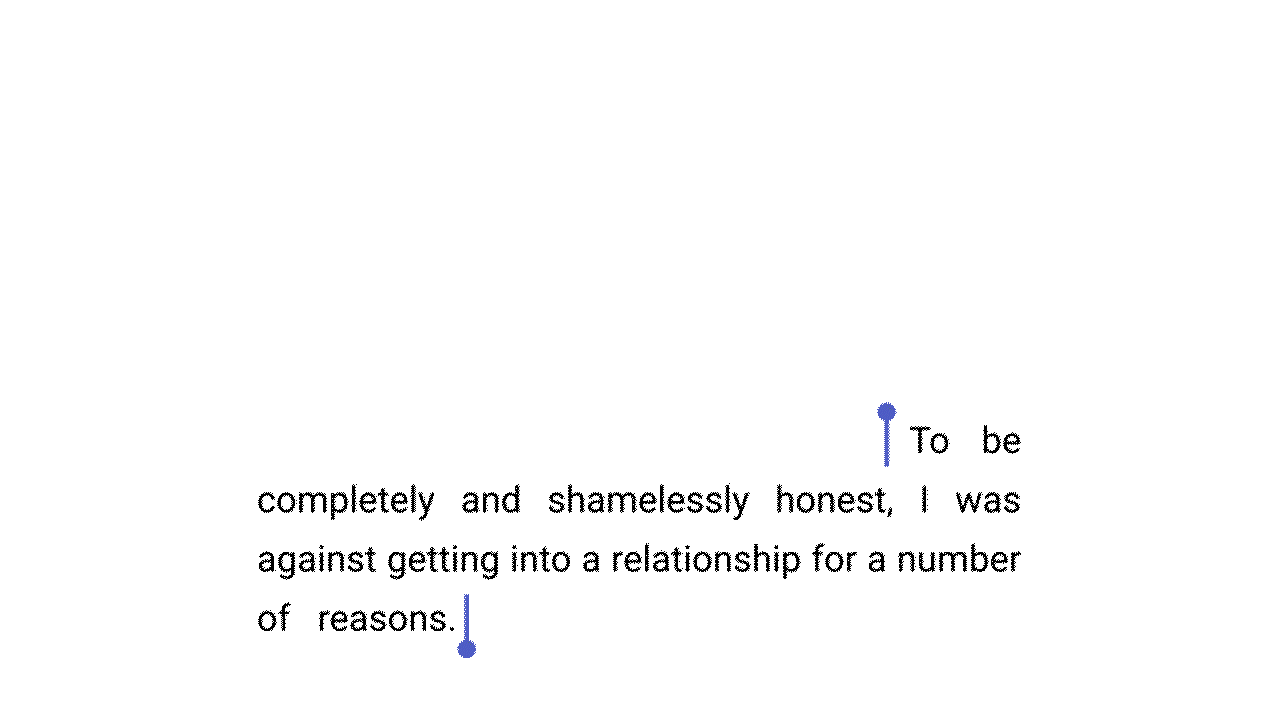 To be
completely and shamelessly honest, I was
against getting into a relationship for a number
of reasons.